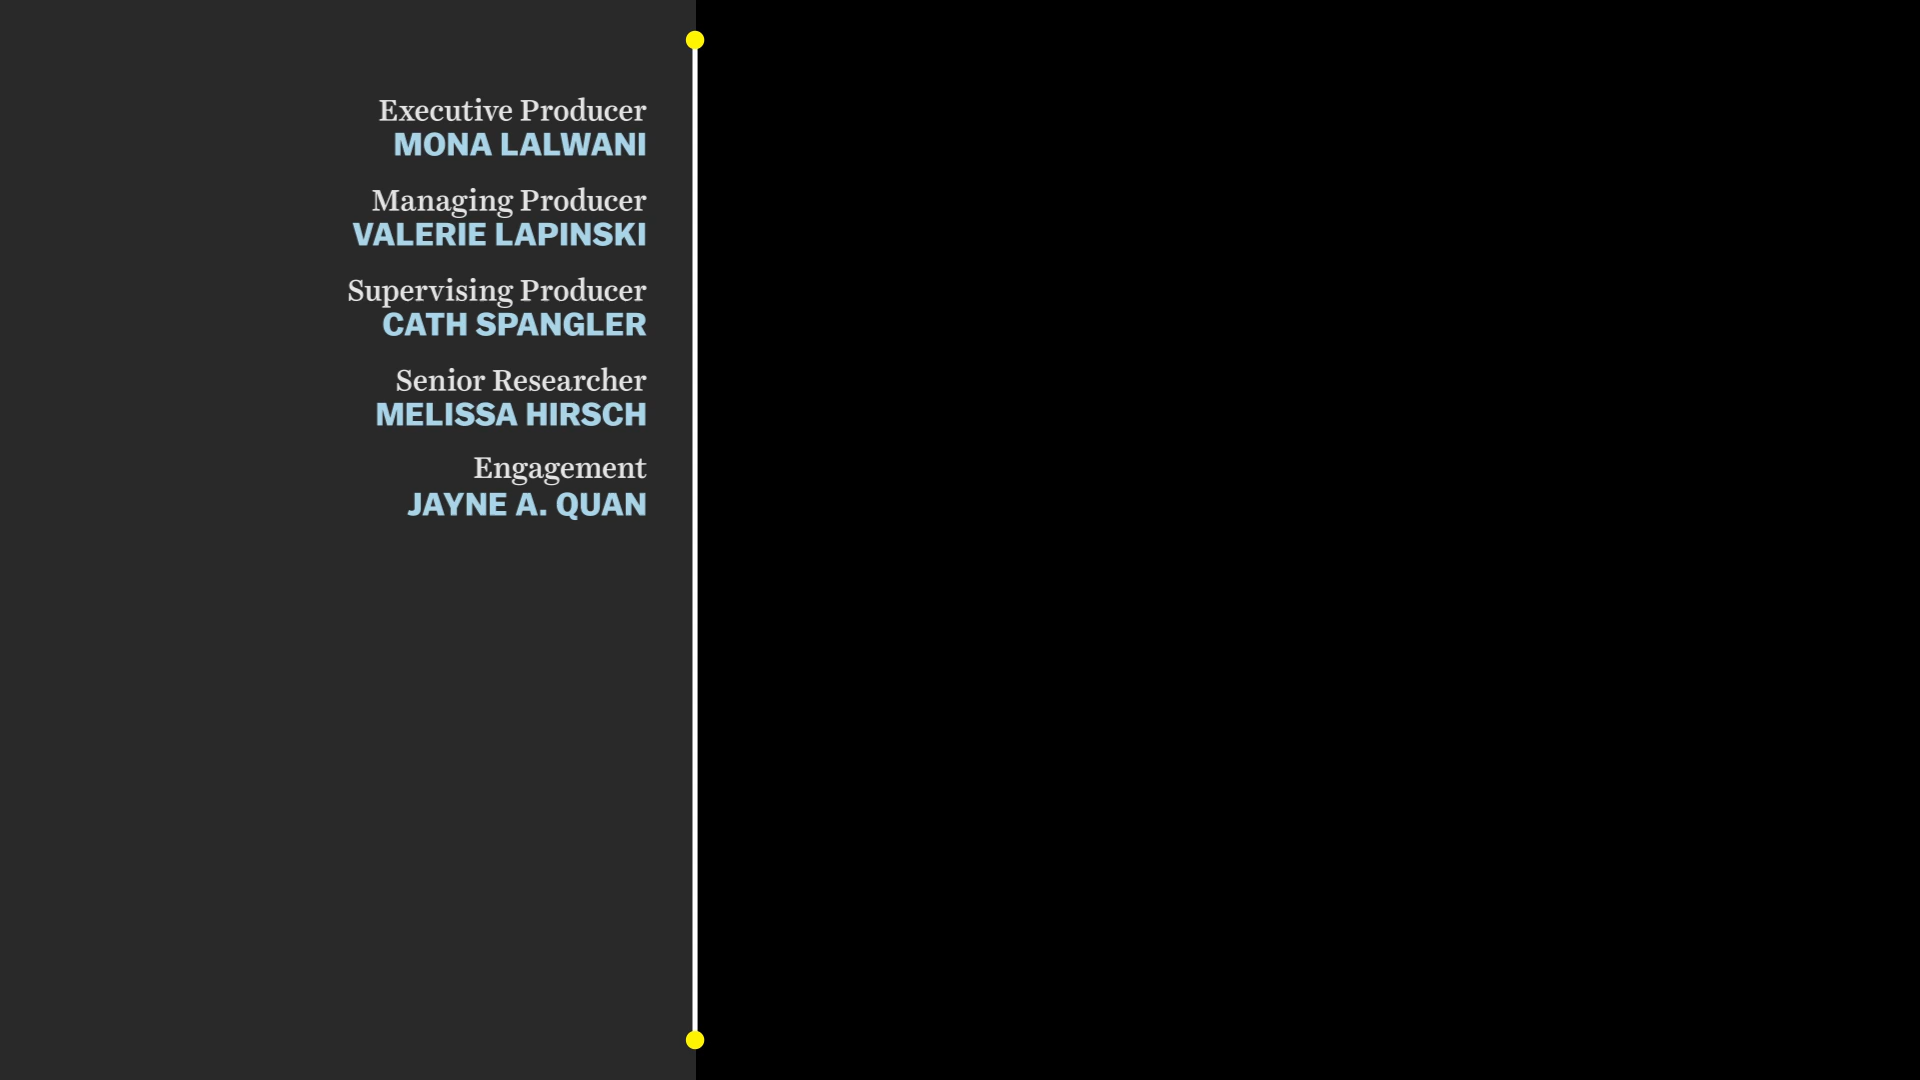 Executive Producer
MONA LALWANI
Managing Producer
VALERIE LAPINSKI
Supervising Producer
CATH SPANGLER
Senior Researcher
MELISSA HIRSCH
Engagement
JAYNE A. QUAN